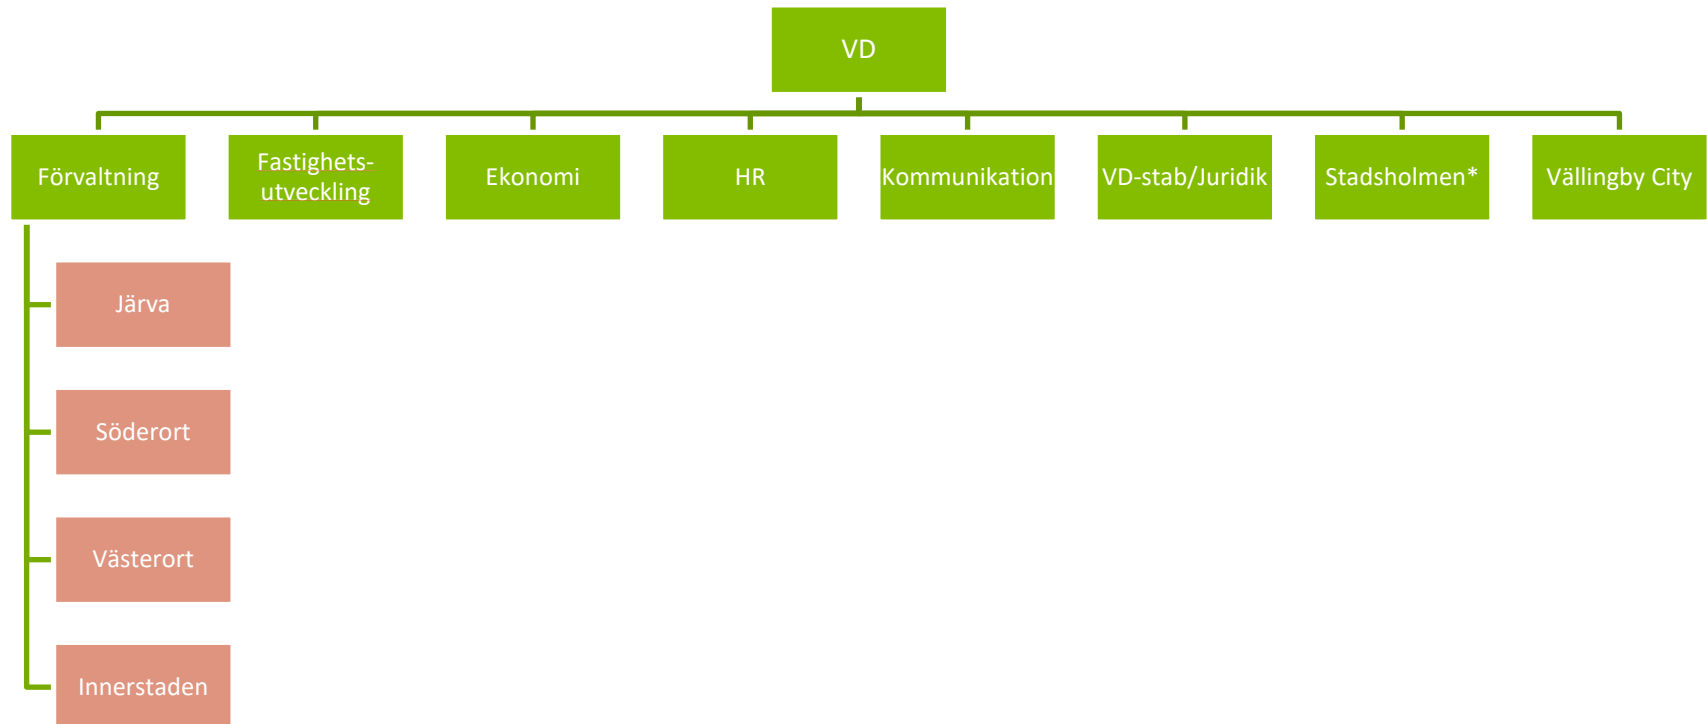 VD
Förvaltning
Fastighets-
utveckling
Ekonomi
HR
Kommunikation
VD-stab/Juridik
Stadsholmen*
Vällingby City
Järva
Söderort
Västerort
Innerstaden